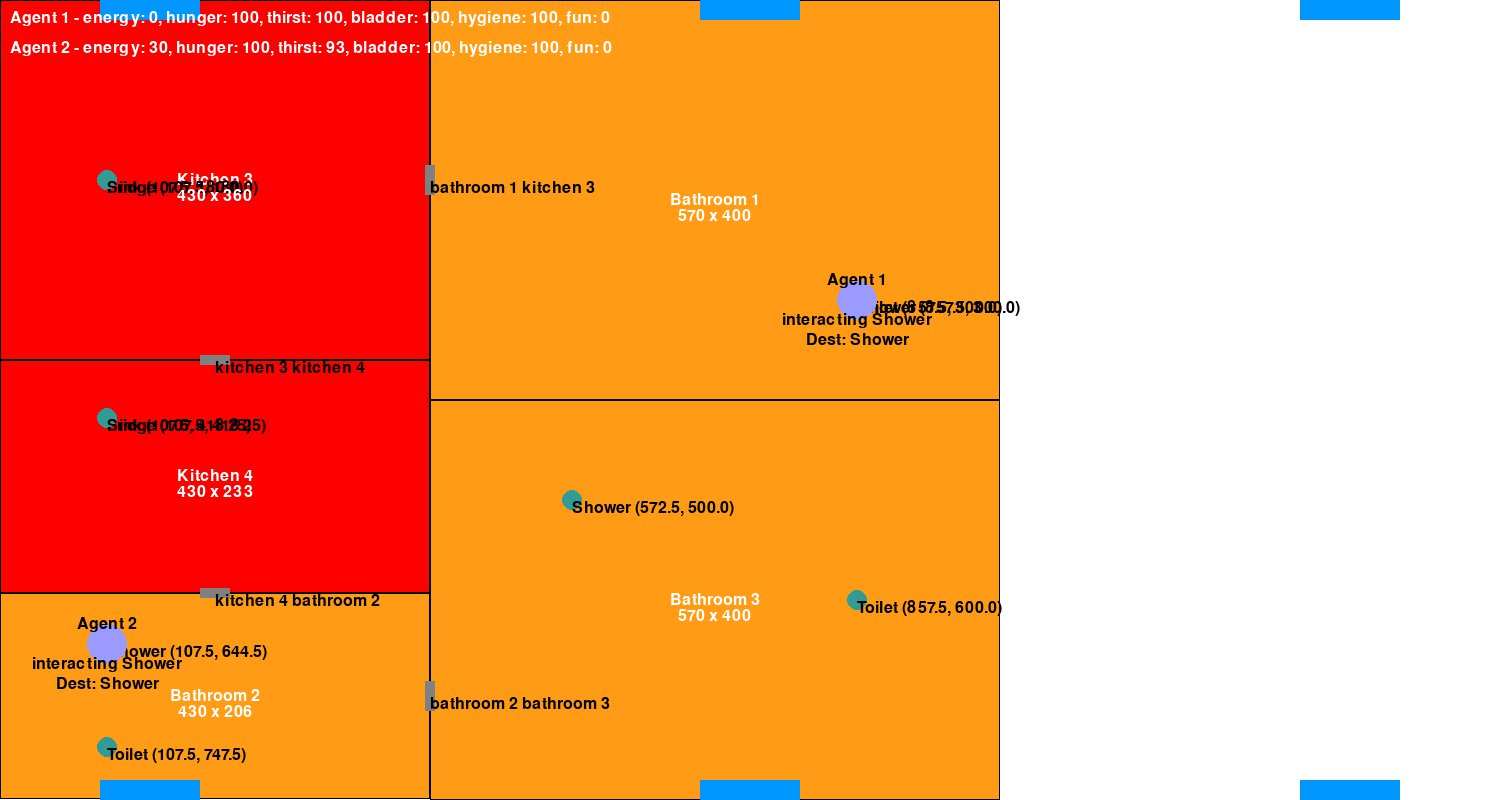 Agent 1 - energy: 0, hunger: 100, thirst: 100, bladder: 100, hygiene: 100, fun: 0
Agent 2 - energy: 30, hunger: 100, thirst: 93, bladder: 100, hygiene: 100, fun: 0
Kitchen 3
430 x 360
bathroom 1 kitchen 3
Bathroom 1
570 x 400
Agent 1
interacting Shower
Dest: Shower
kitchen 3 kitchen 4
Kitchen 4
430 x 233
Shower (572.5, 500.0)
kitchen 4 bathroom 2
Bathroom 3
570 x 400
Toilet (857.5, 600.0)
Agent 2
(107.5, 644.5)
interacting Shower
Dest: Shower
Bathroom 2
430 x 206
bathroom 2 bathroom 3
Toilet (107.5, 747.5)